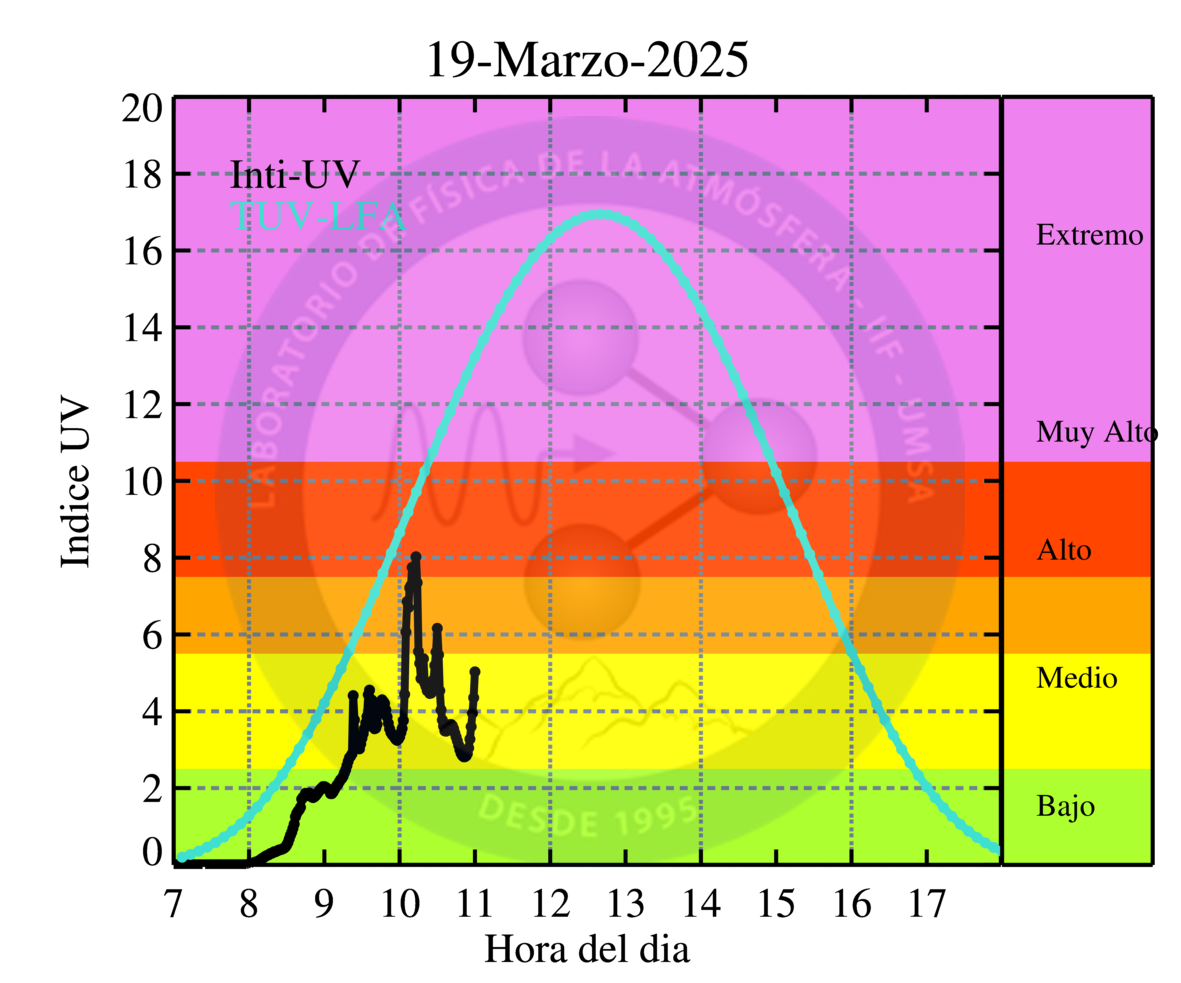 19-Marzo-2025
Indice UV
20
18
16
14
12
10
8
6
4
2
0
Inti-UV
TUV-LFA
LABORATORIO DE FÍSICA DE LA ATMÓSFERA - IIF - UMSA
DESDE 1995
Extremo
Muy Alto
Alto
Medio
Bajo
7 8 9 10 11 12 13 14 15 16 17
Hora del dia